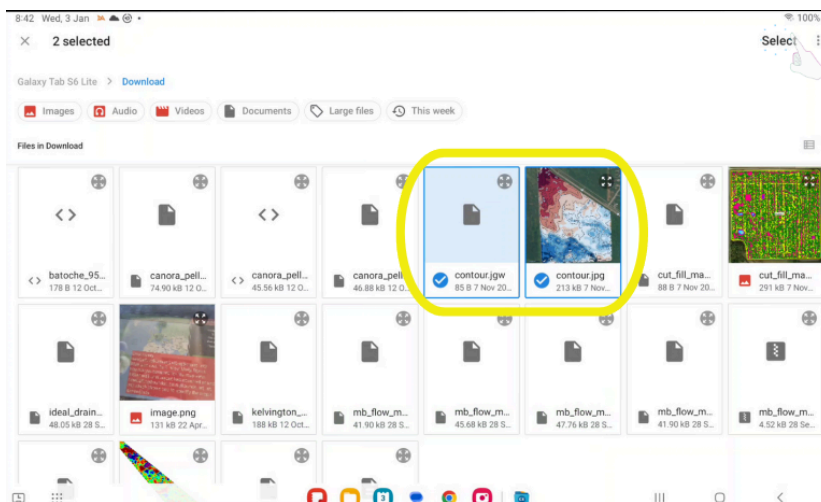 8:42 Wed, 3 Jan
100%
2 selected
Select
Galaxy Tab S6 Lite > Download
Images
Audio
Videos
Documents
Large files
This week
Files in Download
batoche_95...
178 B 12 Oct...
canora_pell...
74.90 kB 12 O...
canora_pell...
45.56 kB 12 O...
canora_pell...
46.88 kB 12 O...
contour.jgw
85 B 7 Nov 20...
contour.jpg
213 kB 7 Nov...
cut_fill_ma...
88 B 7 Nov 20...
cut_fill_ma...
291 kB 7 Nov...
ideal_drain...
48.05 kB 28 S...
image.png
131 kB 22 Apr...
kelvington_...
188 kB 12 Oct...
mb_flow_m...
41.90 kB 28 S...
mb_flow_m...
45.68 kB 28 S...
mb_flow_m...
47.76 kB 28 S...
mb_flow_m...
41.90 kB 28 S...
mb_flow_m...
4.52 kB 28 Se...